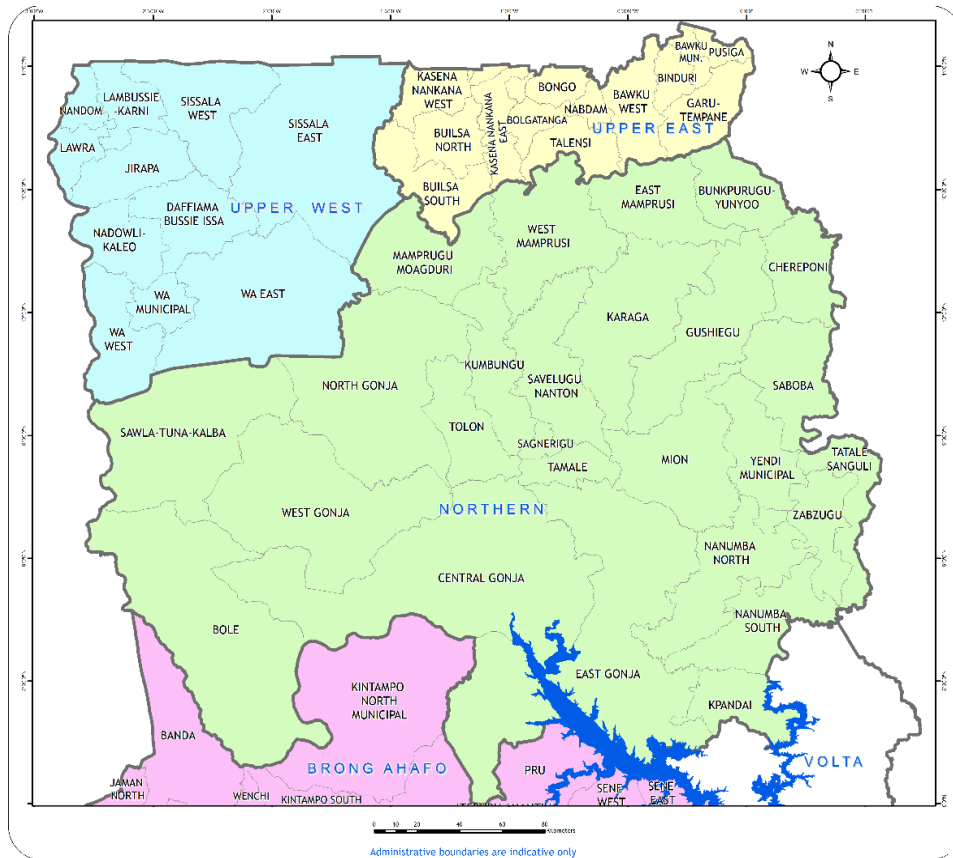 N
W
E
S
BAWKU
MUN.
PUSIGA
KASENA
NANKANA
WEST
BONGO
BINDURI
LAMBUSSIE
-KARNI
SISSALA
WEST
NANDOM
BOLGATANGA
NABDAM
BAWKU
WEST
GARU-
TEMPANE
SISSALA
EAST
UPPER EAST
BUILSA
NORTH
KASENA NANKANA
EAST
TALENSI
LAWRA
JIRAPA
BUILSA
SOUTH
EAST
MAMPRUSI
BUNKPURUGU-
YUNYOO
DAFFIAMA
BUSSIE ISSA
UPPER WEST
NADOWLI-
KALEO
WEST
MAMPRUSI
MAMPRUGU
MOAGDURI
CHEREPONI
WA
MUNICIPAL
WA EAST
KARAGA
GUSHIEGU
WA
WEST
KUMBUNGU
NORTH GONJA
SAVELUGU
NANTON
SABOBA
SAWLA-TUNA-KALBA
TOLON
SAGNERIGU
TAMALE
MION
YENDI
MUNICIPAL
TATALE
SANGULI
WEST GONJA
NORTHERN
ZABZUGU
NANUMBA
NORTH
CENTRAL GONJA
NANUMBA
SOUTH
BOLE
EAST GONJA
KINTAMPO
NORTH
MUNICIPAL
KPANDAI
BANDA
BRONG AHAFO
PRU
VOLTA
JAMAN
NORTH
WENCHI
KINTAMPO SOUTH
SENE
WEST
SENE
EAST
0 10 20 40 60 80
Kilometers
Administrative boundaries are indicative only